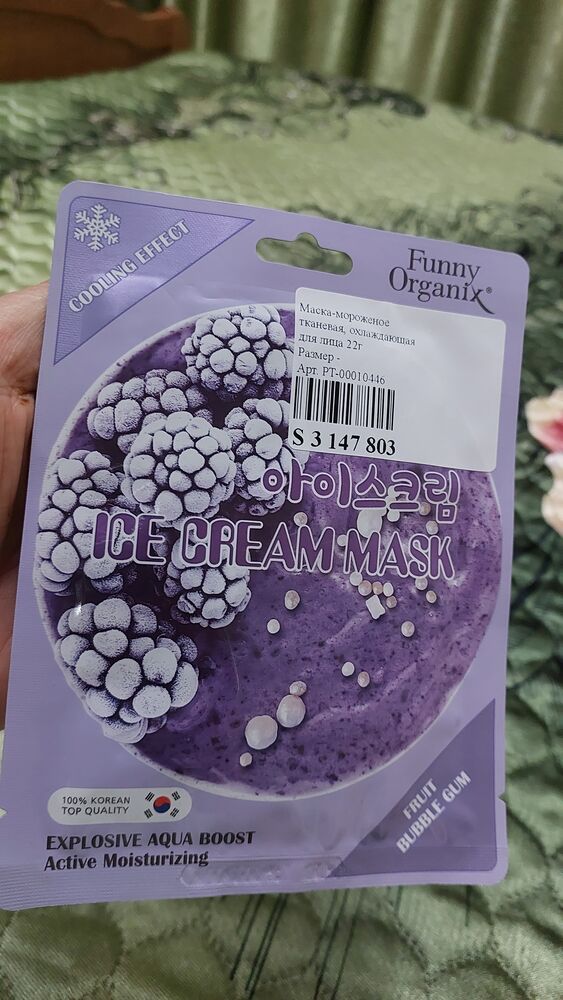 COOLING EFFECT
Funny
Organix®
Маска-мороженое
тканевая, охлаждающая
для лица 22г
Размер -
Арт. РТ-00010446
S 3 147 803
아이스크림
ICE CREAM MASK
100% KOREAN
TOP QUALITY
EXPLOSIVE AQUA BOOST
Active Moisturizing
FRUIT
BUBBLE GUM